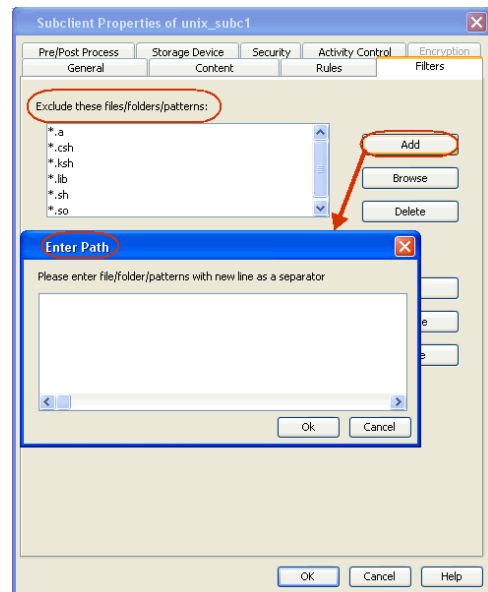 Subclient Properties of unix_subc1
Pre/Post Process Storage Device Security Activity Control Encryption
General Content Rules Filters
Exclude these files/folders/patterns:
*.a
*.csh
*.ksh
*.lib
*.sh
*.so
Add
Browse
Delete
Enter Path
Please enter file/folder/patterns with new line as a separator
Ok Cancel
e
e
OK Cancel Help